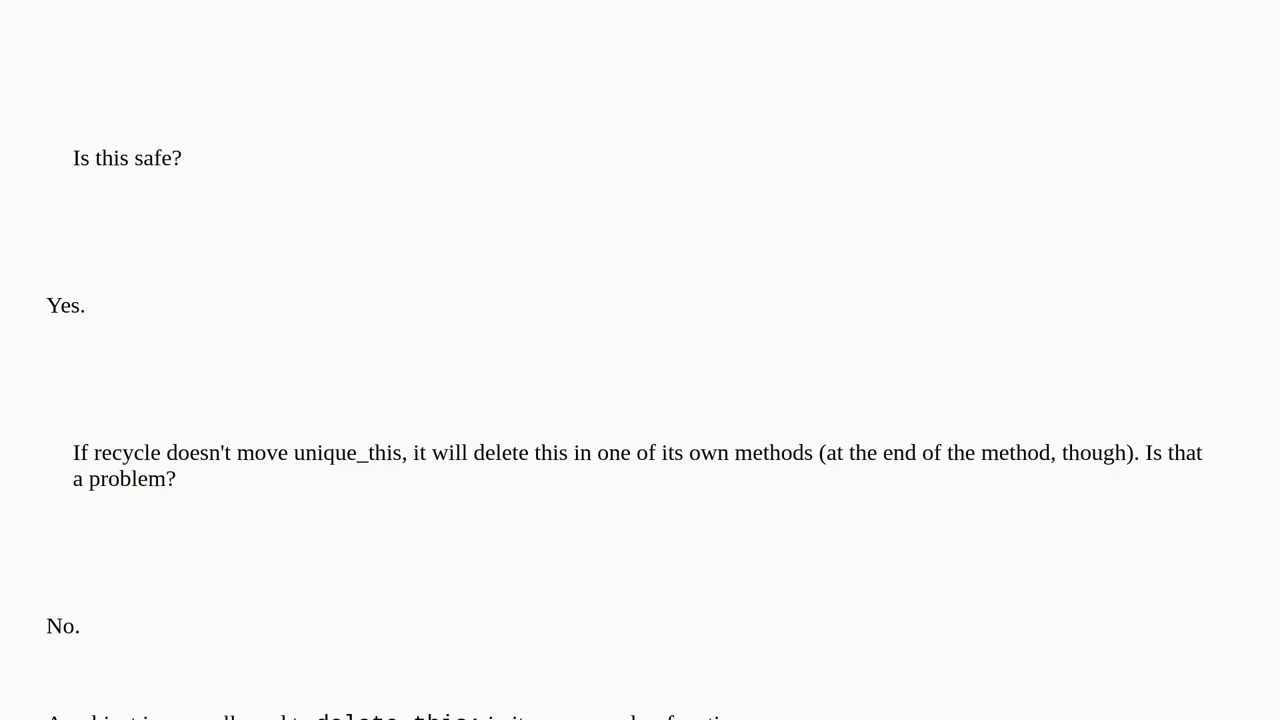 Is this safe?
Yes.
If recycle doesn't move unique_this, it will delete this in one of its own methods (at the end of the method, though). Is that
a problem?
No.